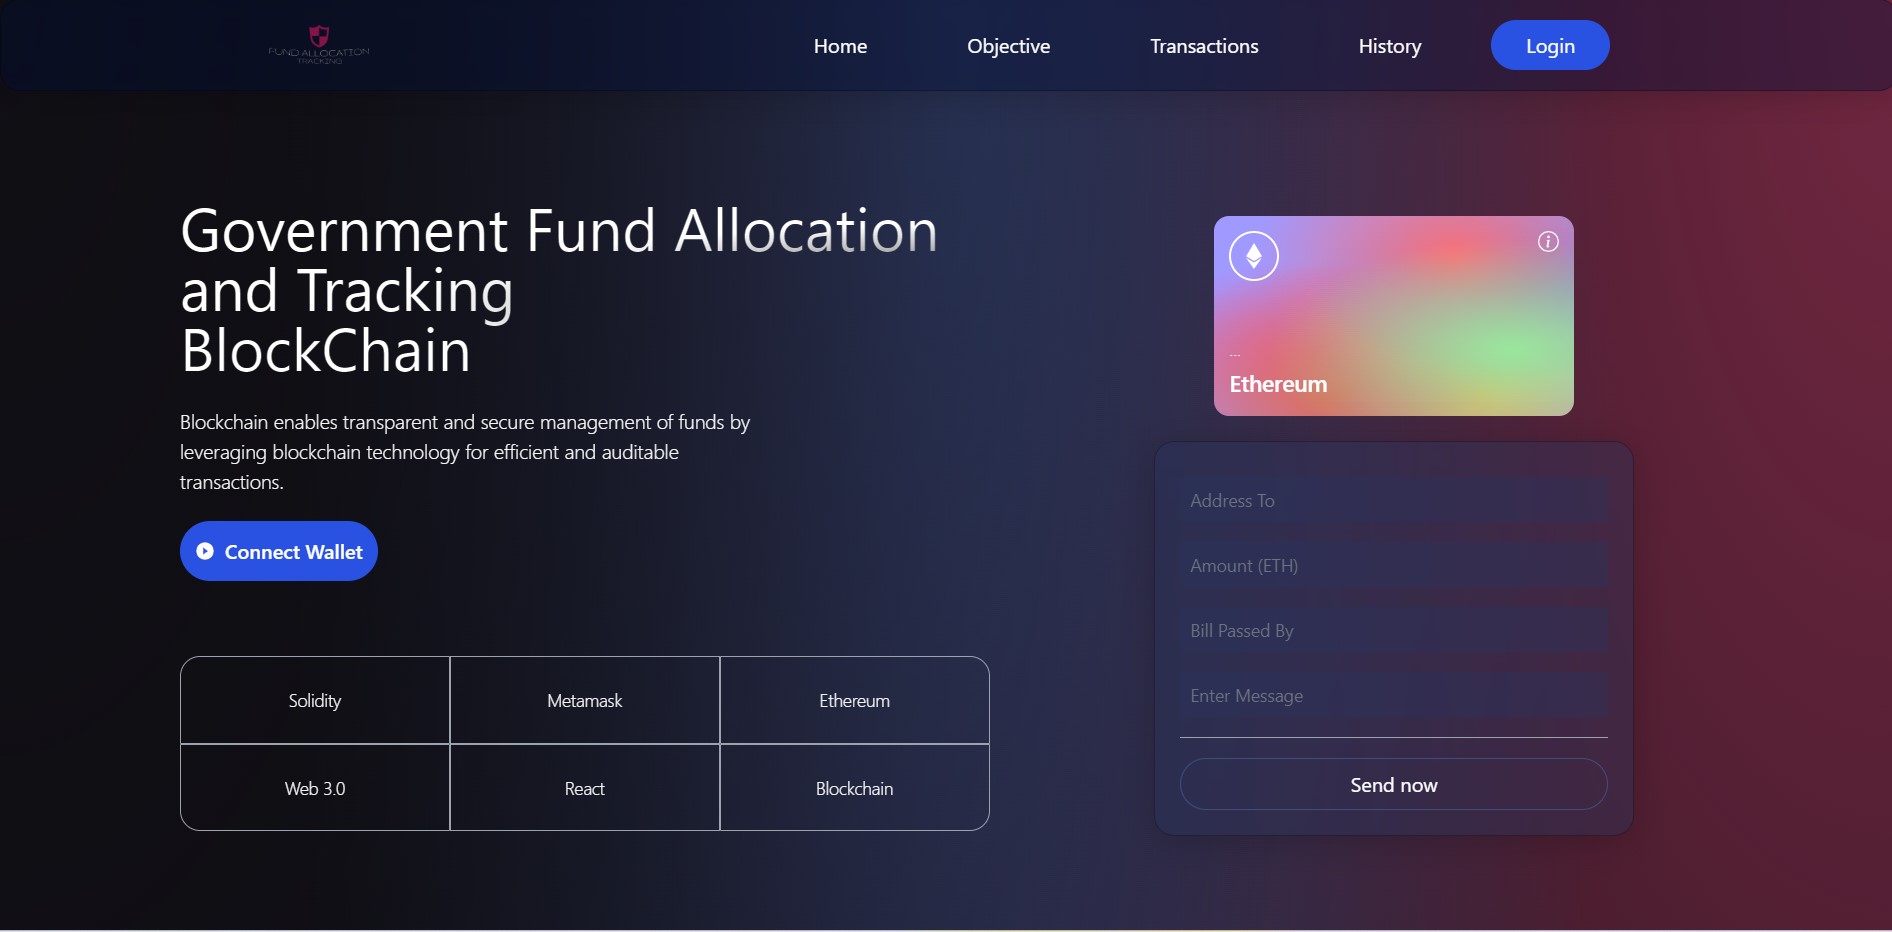 FUND ALLOCATION
TRACKING
Home
Objective
Transactions
History
Login
Government Fund Allocation
and Tracking
BlockChain
Blockchain enables transparent and secure management of funds by
leveraging blockchain technology for efficient and auditable
transactions.
Connect Wallet
Solidity
Metamask
Ethereum
Web 3.0
React
Blockchain
...
Ethereum
Address To
Amount (ETH)
Bill Passed By
Enter Message
Send now